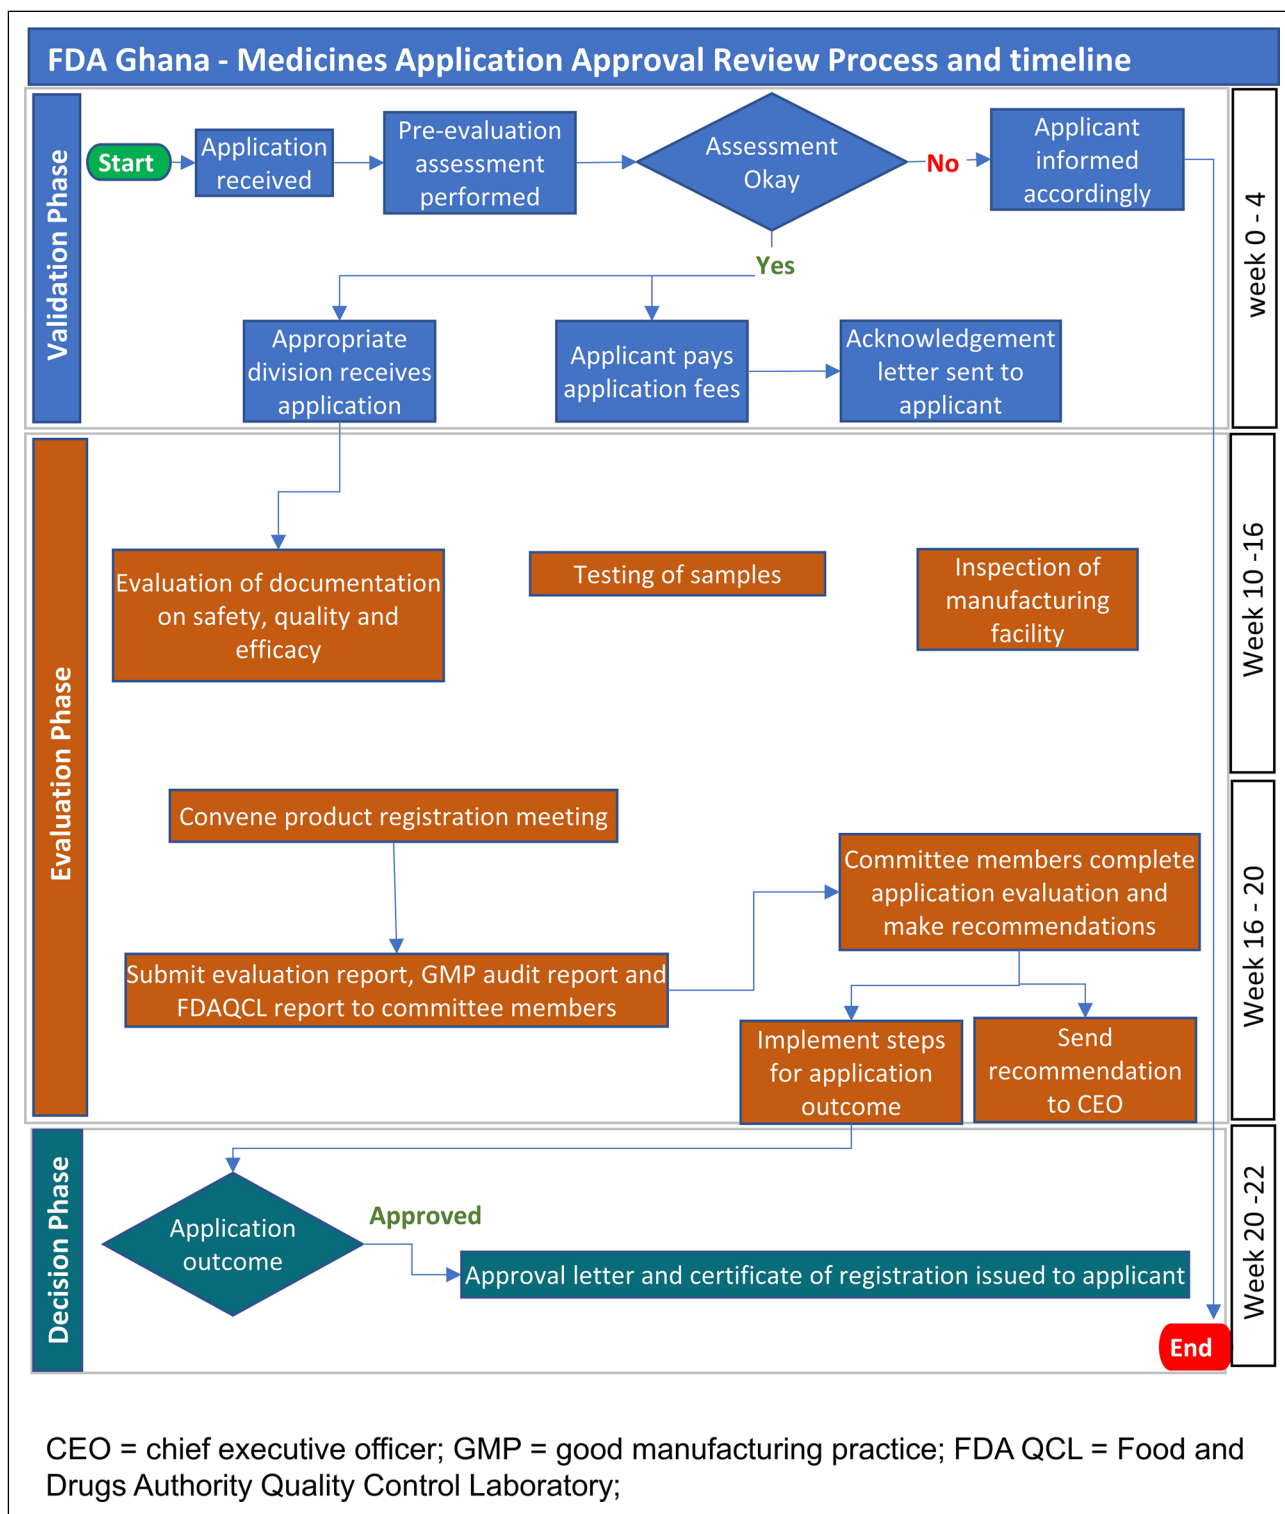 FDA Ghana - Medicines Application Approval Review Process and timeline
Validation Phase
Start
Application
received
Pre-evaluation
assessment
performed
Assessment
Okay
No
Applicant
informed
accordingly
week 0 - 4
Yes
Appropriate
division receives
application
Applicant pays
application fees
Acknowledgement
letter sent to
applicant
Evaluation Phase
Evaluation of documentation
on safety, quality and
efficacy
Testing of samples
Inspection of
manufacturing
facility
Week 10 -16
Convene product registration meeting
Committee members complete
application evaluation and
make recommendations
Submit evaluation report, GMP audit report and
FDAQCL report to committee members
Implement steps
for application
outcome
Send
recommendation
to CEO
Week 16 - 20
Decision Phase
Application
outcome
Approved
Approval letter and certificate of registration issued to applicant
End
Week 20 -22
CEO = chief executive officer; GMP = good manufacturing practice; FDA QCL = Food and
Drugs Authority Quality Control Laboratory;